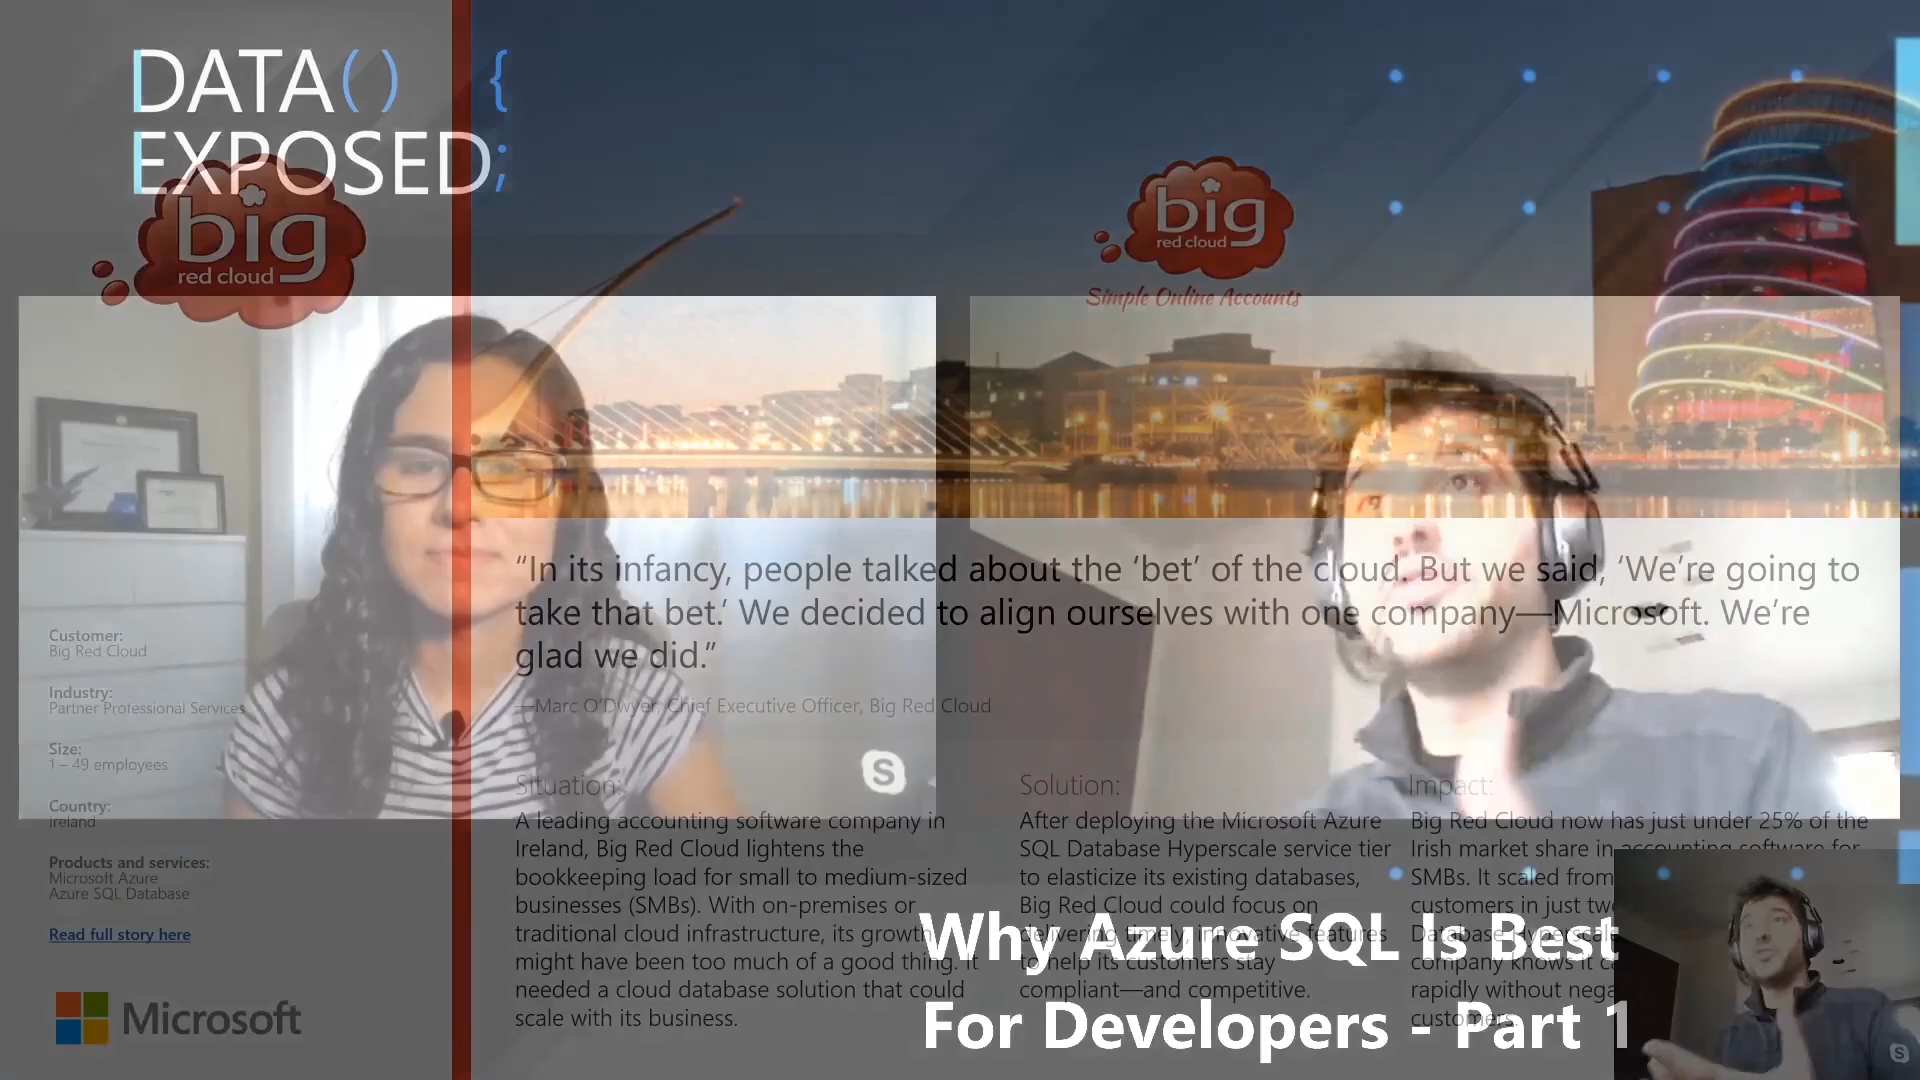 DATA() {
EXPOSED;
big
red cloud
big
red cloud
Simple Online Accounts
“In its infancy, people talked about the ‘bet’ of the cloud. But we said, ‘We’re going to
take that bet.’ We decided to align ourselves with one company—Microsoft. We’re
glad we did.”
—Marc O’Dwyer, Chief Executive Officer, Big Red Cloud
Customer:
Big Red Cloud
Industry:
Partner Professional Services
Size:
1 – 49 employees
Country:
Ireland
Products and services:
Microsoft Azure
Azure SQL Database
Read full story here
Microsoft
Situation:
A leading accounting software company in
Ireland, Big Red Cloud lightens the
bookkeeping load for small to medium-sized
businesses (SMBs). With on-premises or
traditional cloud infrastructure, its growth
might have been too much of a good thing. It
needed a cloud database solution that could
scale with its business.
Solution:
After deploying the Microsoft Azure
SQL Database Hyperscale service tier
to elasticize its existing databases,
Big Red Cloud could focus on
delivering timely, innovative features
to help its customers stay
compliant—and competitive.
Impact:
Big Red Cloud now has just under 25% of the
Irish market share in accounting software for
SMBs. It scaled from
customers in just
Database Hyperscale
company knows it
rapidly without
customers.
Why Azure SQL Is Best
For Developers - Part 1